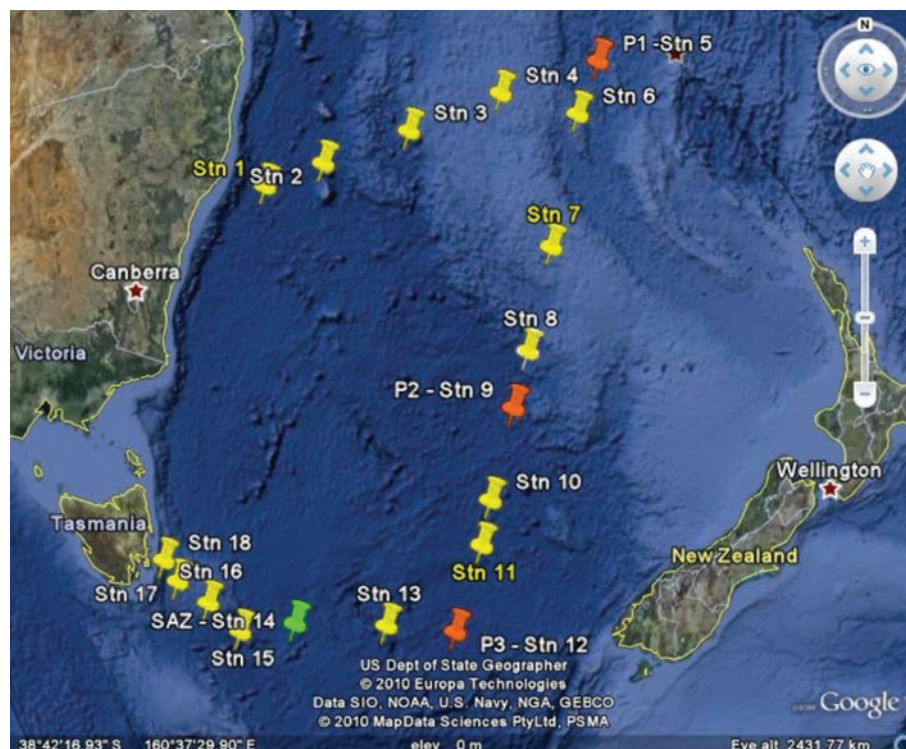 N
P1 -Stn 5
Stn 4
Stn 6
Stn 3
Stn 1
Stn 2
Stn 7
Canberra
Stn 8
Victoria
P2 - Stn 9
Wellington
Stn 10
Tasmania
Stn 18
New Zealand
Stn 11
Stn 16
Stn 17
Stn 13
SAZ - Stn 14
P3 - Stn 12
Stn 15
US Dept of State Geographer
© 2010 Europa Technologies
Data SIO, NOAA, U.S. Navy, NGA, GEBCO
© 2010 MapData Sciences PtyLtd, PSMA
Google
38°42'16.93" S 160°37'29.90" E elev 0 m Eye alt 2431.77 km